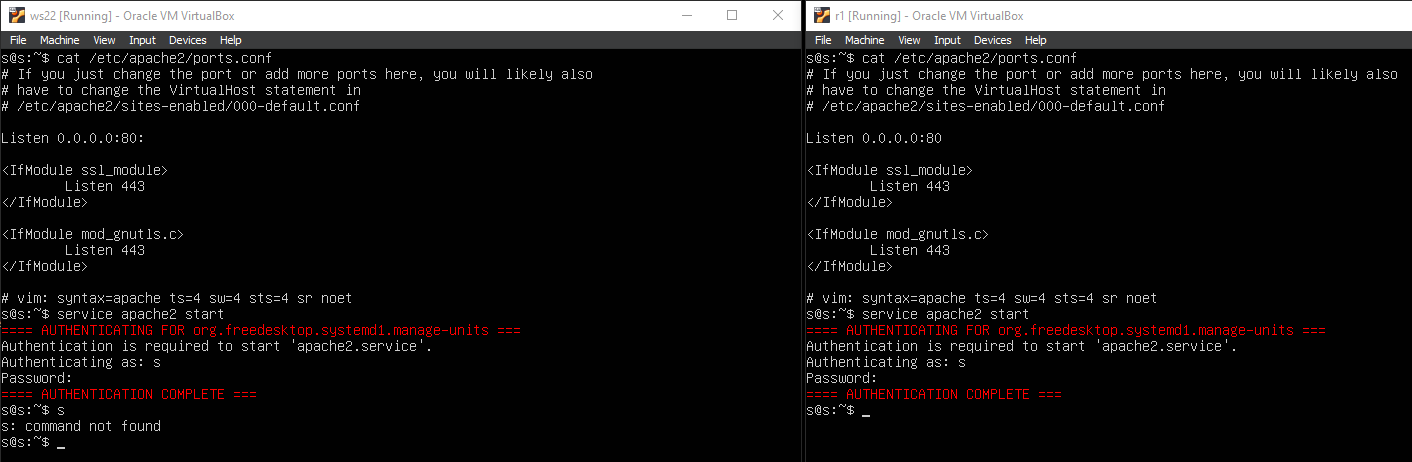 ws22 [Running] - Oracle VM VirtualBox
File Machine View Input Devices Help
s@s:~$ cat /etc/apache2/ports.conf
# If you just change the port or add more ports here, you will likely also
# have to change the VirtualHost statement in
# /etc/apache2/sites-enabled/000-default.conf
Listen 0.0.0.0:80:
<IfModule ssl_module>
Listen 443
</IfModule>
<IfModule mod_gnutls.c>
Listen 443
</IfModule>
# vim: syntax=apache ts=4 sw=4 sts=4 sr noet
s@s:~$ service apache2 start
==== AUTHENTICATING FOR org.freedesktop.systemd1.manage-units ===
Authentication is required to start 'apache2.service'.
Authenticating as: s
Password:
==== AUTHENTICATION COMPLETE ===
s@s:~$ s
s: command not found
s@s:~$ _
r1 [Running] - Oracle VM VirtualBox
File Machine View Input Devices Help
s@s:~$ cat /etc/apache2/ports.conf
# If you just change the port or add more ports here, you will likely also
# have to change the VirtualHost statement in
# /etc/apache2/sites-enabled/000-default.conf
Listen 0.0.0.0:80
<IfModule ssl_module>
Listen 443
</IfModule>
<IfModule mod_gnutls.c>
Listen 443
</IfModule>
# vim: syntax=apache ts=4 sw=4 sts=4 sr noet
s@s:~$ service apache2 start
==== AUTHENTICATING FOR org.freedesktop.systemd1.manage-units ===
Authentication is required to start 'apache2.service'.
Authenticating as: s
Password:
==== AUTHENTICATION COMPLETE ===
s@s:~$ _